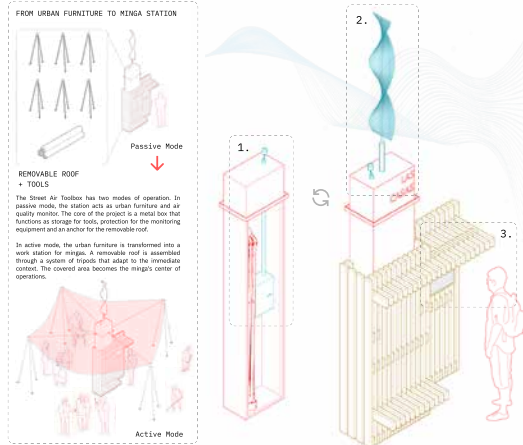 FROM URBAN FURNITURE TO MINGA STATION
Passive Mode
REMOVABLE ROOF
+ TOOLS
The Street Air Toolbox has two modes of operation. In
passive mode, the station acts as urban furniture and air
quality monitor. The core of the project is a metal box that
functions as storage for tools, protection for the monitoring
equipment and an anchor for the removable roof.
In active mode, the urban furniture is transformed into a
work station for mingas. A removable roof is assembled
through a system of tripods that adapt to the immediate
context. The covered area becomes the minga's center of
operations.
Active Mode
1.
2.
LAS
3.